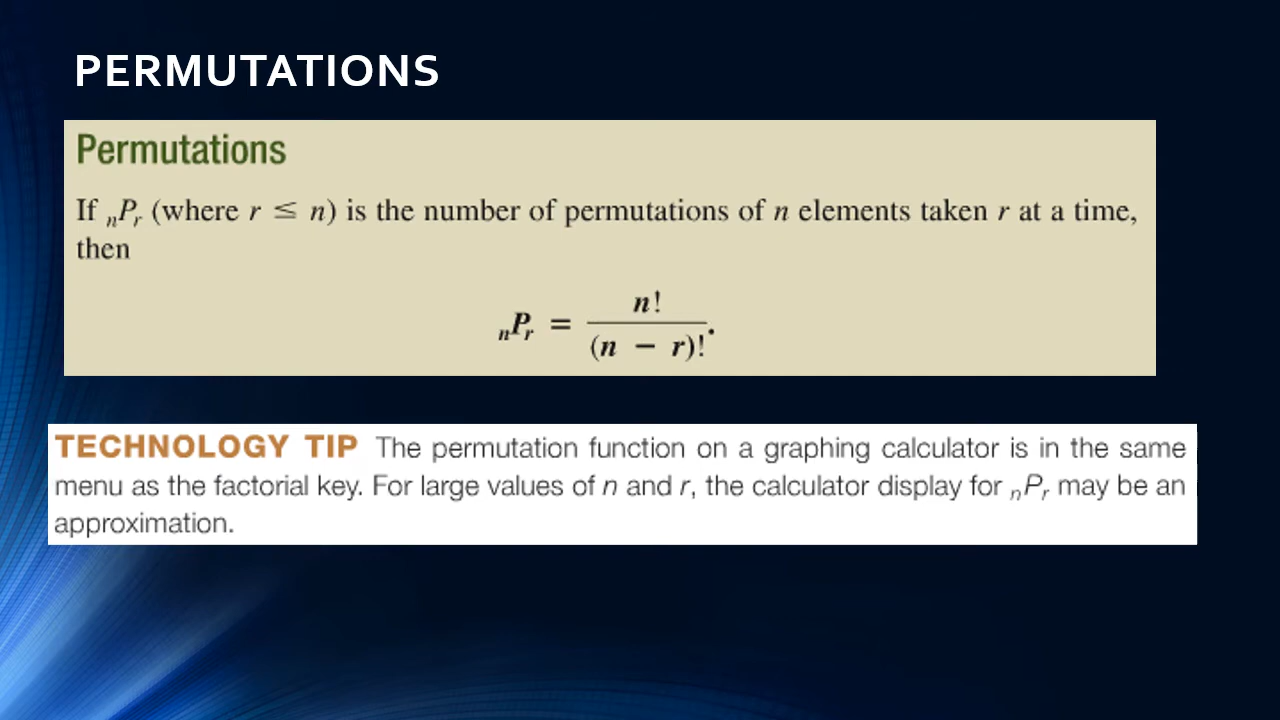 PERMUTATIONS
Permutations
If ₙPᵣ (where r ≤ n) is the number of permutations of n elements taken r at a time,
then
ₙPᵣ = n! / (n − r)!.
TECHNOLOGY TIP The permutation function on a graphing calculator is in the same
menu as the factorial key. For large values of n and r, the calculator display for ₙPᵣ may be an
approximation.